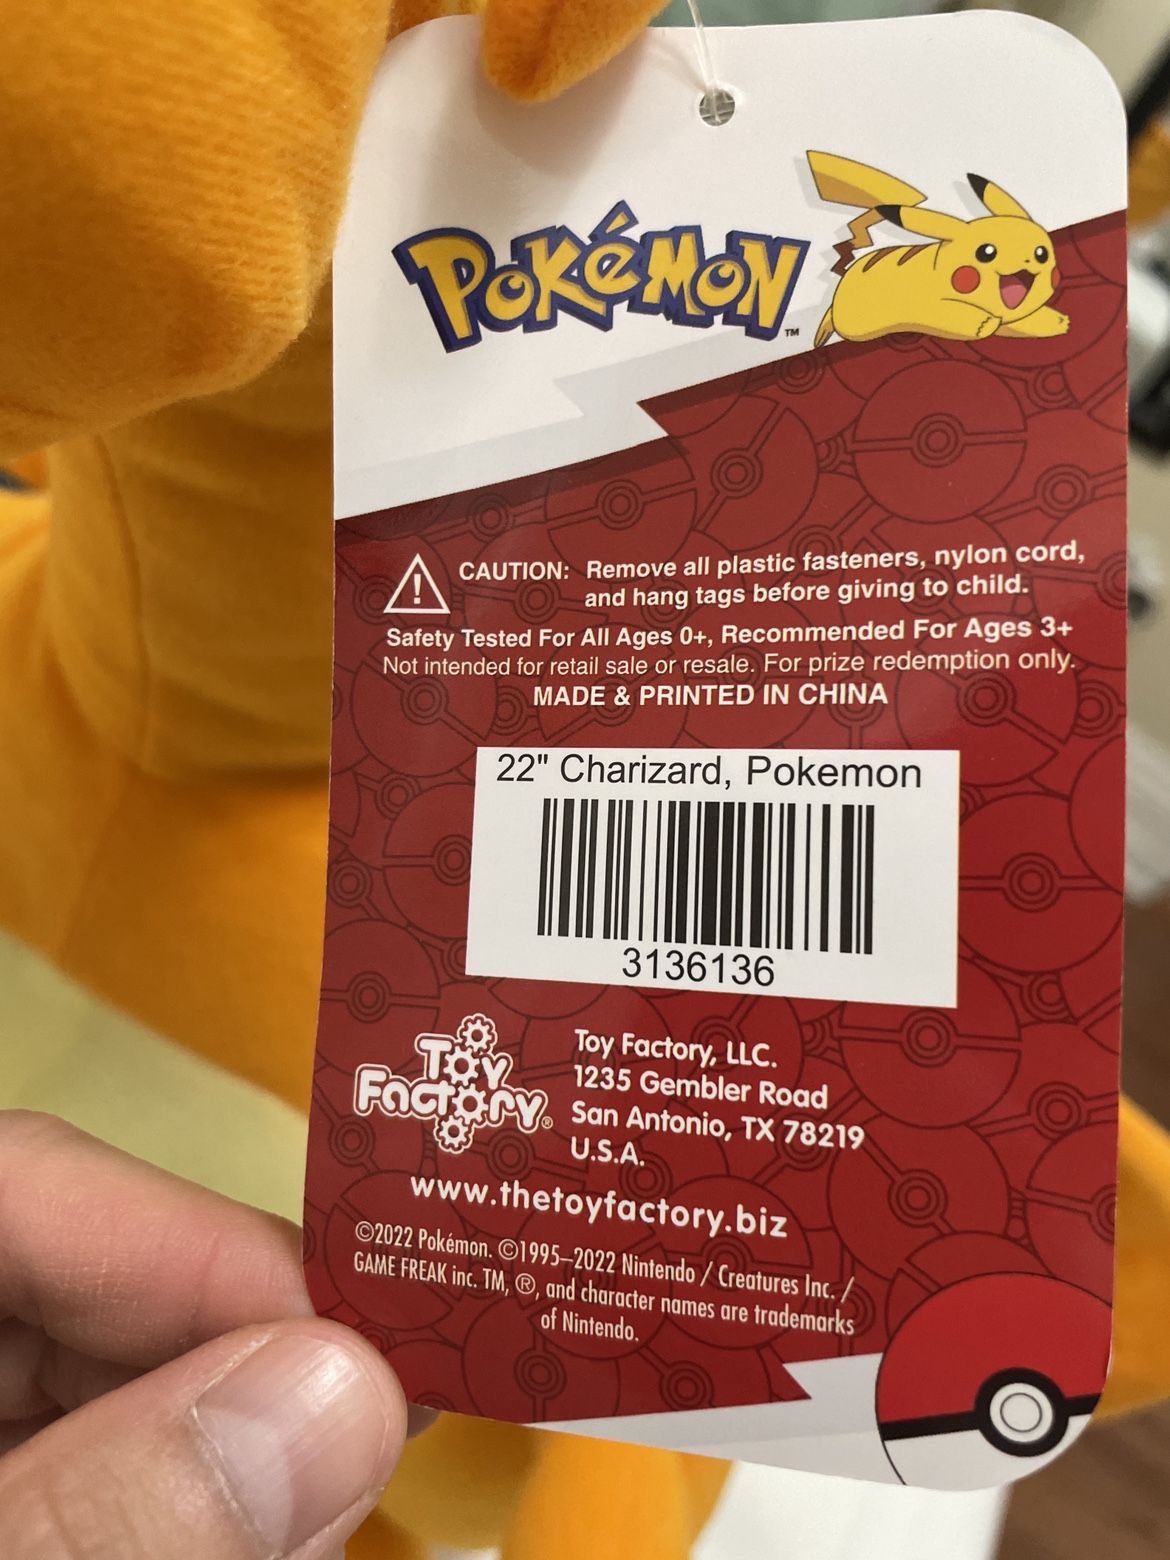 POKéMON
TM
CAUTION: Remove all plastic fasteners, nylon cord,
and hang tags before giving to child.
Safety Tested For All Ages 0+, Recommended For Ages 3+
Not intended for retail sale or resale. For prize redemption only.
MADE & PRINTED IN CHINA
22" Charizard, Pokemon
3136136
Toy Factory®
Toy Factory, LLC.
1235 Gembler Road
San Antonio, TX 78219
U.S.A.
www.thetoyfactory.biz
©2022 Pokémon. ©1995–2022 Nintendo / Creatures Inc. /
GAME FREAK inc. TM, ®, and character names are trademarks
of Nintendo.